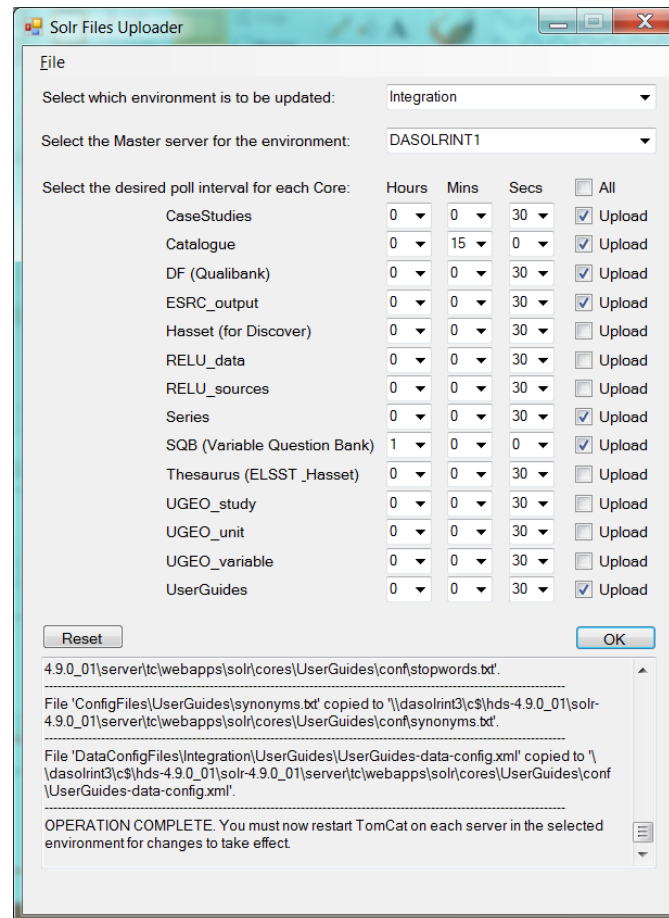 Solr Files Uploader
File
Select which environment is to be updated: Integration
Select the Master server for the environment: DASOLRINT1
Select the desired poll interval for each Core: Hours Mins Secs All
CaseStudies 0 0 30 Upload
Catalogue 0 15 0 Upload
DF (Qualibank) 0 0 30 Upload
ESRC_output 0 0 30 Upload
Hasset (for Discover) 0 0 30 Upload
RELU_data 0 0 30 Upload
RELU_sources 0 0 30 Upload
Series 0 0 30 Upload
SQB (Variable Question Bank) 1 0 0 Upload
Thesaurus (ELSST _Hasset) 0 0 30 Upload
UGEO_study 0 0 30 Upload
UGEO_unit 0 0 30 Upload
UGEO_variable 0 0 30 Upload
UserGuides 0 0 30 Upload
Reset OK
4.9.0_01\server\tc\webapps\solr\cores\UserGuides\conf\stopwords.txt'.
File 'ConfigFiles\UserGuides\synonyms.txt' copied to '\\dasolrint3\c$\hds-4.9.0_01\solr-
4.9.0_01\server\tc\webapps\solr\cores\UserGuides\conf\synonyms.txt'.
File 'DataConfigFiles\Integration\UserGuides\UserGuides-data-config.xml' copied to '\
\dasolrint3\c$\hds-4.9.0_01\solr-4.9.0_01\server\tc\webapps\solr\cores\UserGuides\conf
\UserGuides-data-config.xml'.
OPERATION COMPLETE. You must now restart TomCat on each server in the selected
environment for changes to take effect.